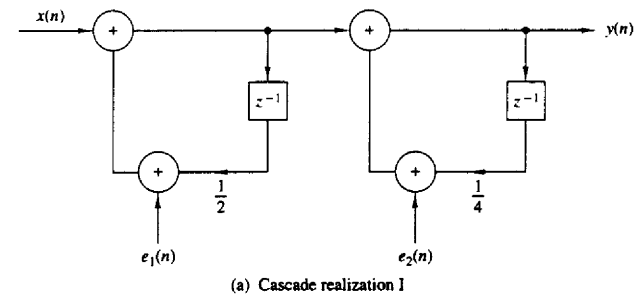 x(n)
+
+
y(n)
z⁻¹
z⁻¹
+
1/2
+
1/4
e₁(n)
e₂(n)
(a) Cascade realization I